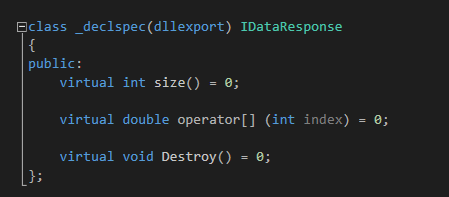 class _declspec(dllexport) IDataResponse
{
public:
    virtual int size() = 0;
    virtual double operator[] (int index) = 0;
    virtual void Destroy() = 0;
};